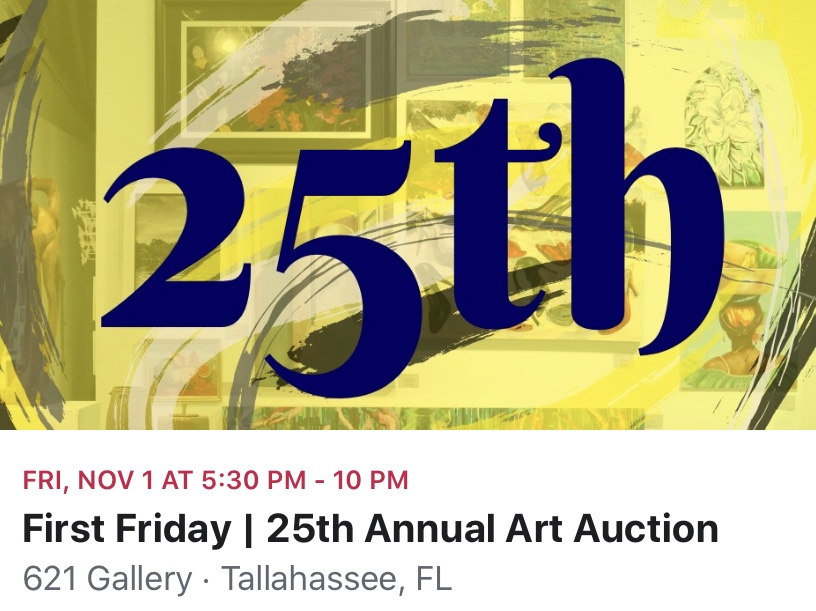 25th
FRI, NOV 1 AT 5:30 PM - 10 PM
First Friday | 25th Annual Art Auction
621 Gallery · Tallahassee, FL